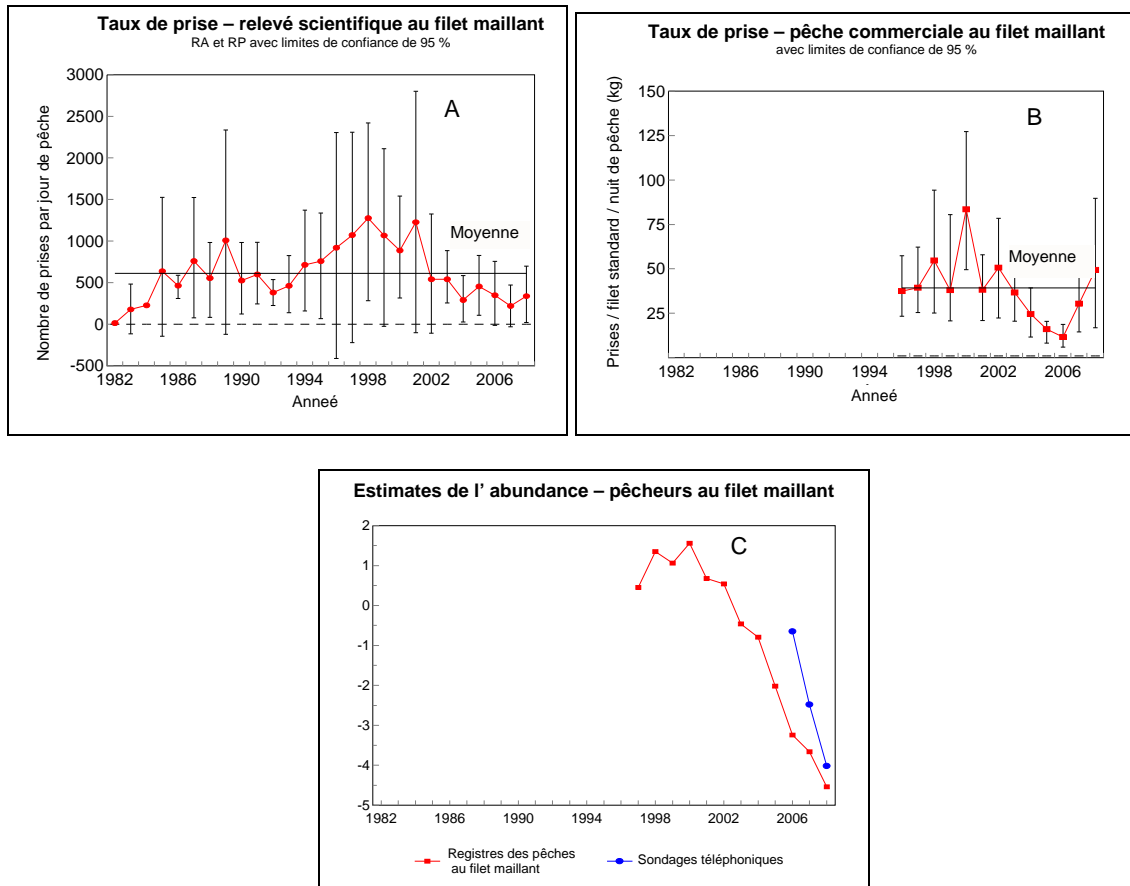 Taux de prise – relevé scientifique au filet maillant
RA et RP avec limites de confiance de 95 %
A
Moyenne
Nombre de prises par jour de pêche
3000
2500
2000
1500
1000
500
0
-500
1982 1986 1990 1994 1998 2002 2006
Anneé
Taux de prise – pêche commerciale au filet maillant
avec limites de confiance de 95 %
B
Moyenne
Prises / filet standard / nuit de pêche (kg)
150
125
100
75
50
25
1982 1986 1990 1994 1998 2002 2006
Anneé
Estimates de l' abundance – pêcheurs au filet maillant
C
2
1
0
-1
-2
-3
-4
-5
1982 1986 1990 1994 1998 2002 2006
Registres des pêches
au filet maillant
Sondages téléphoniques